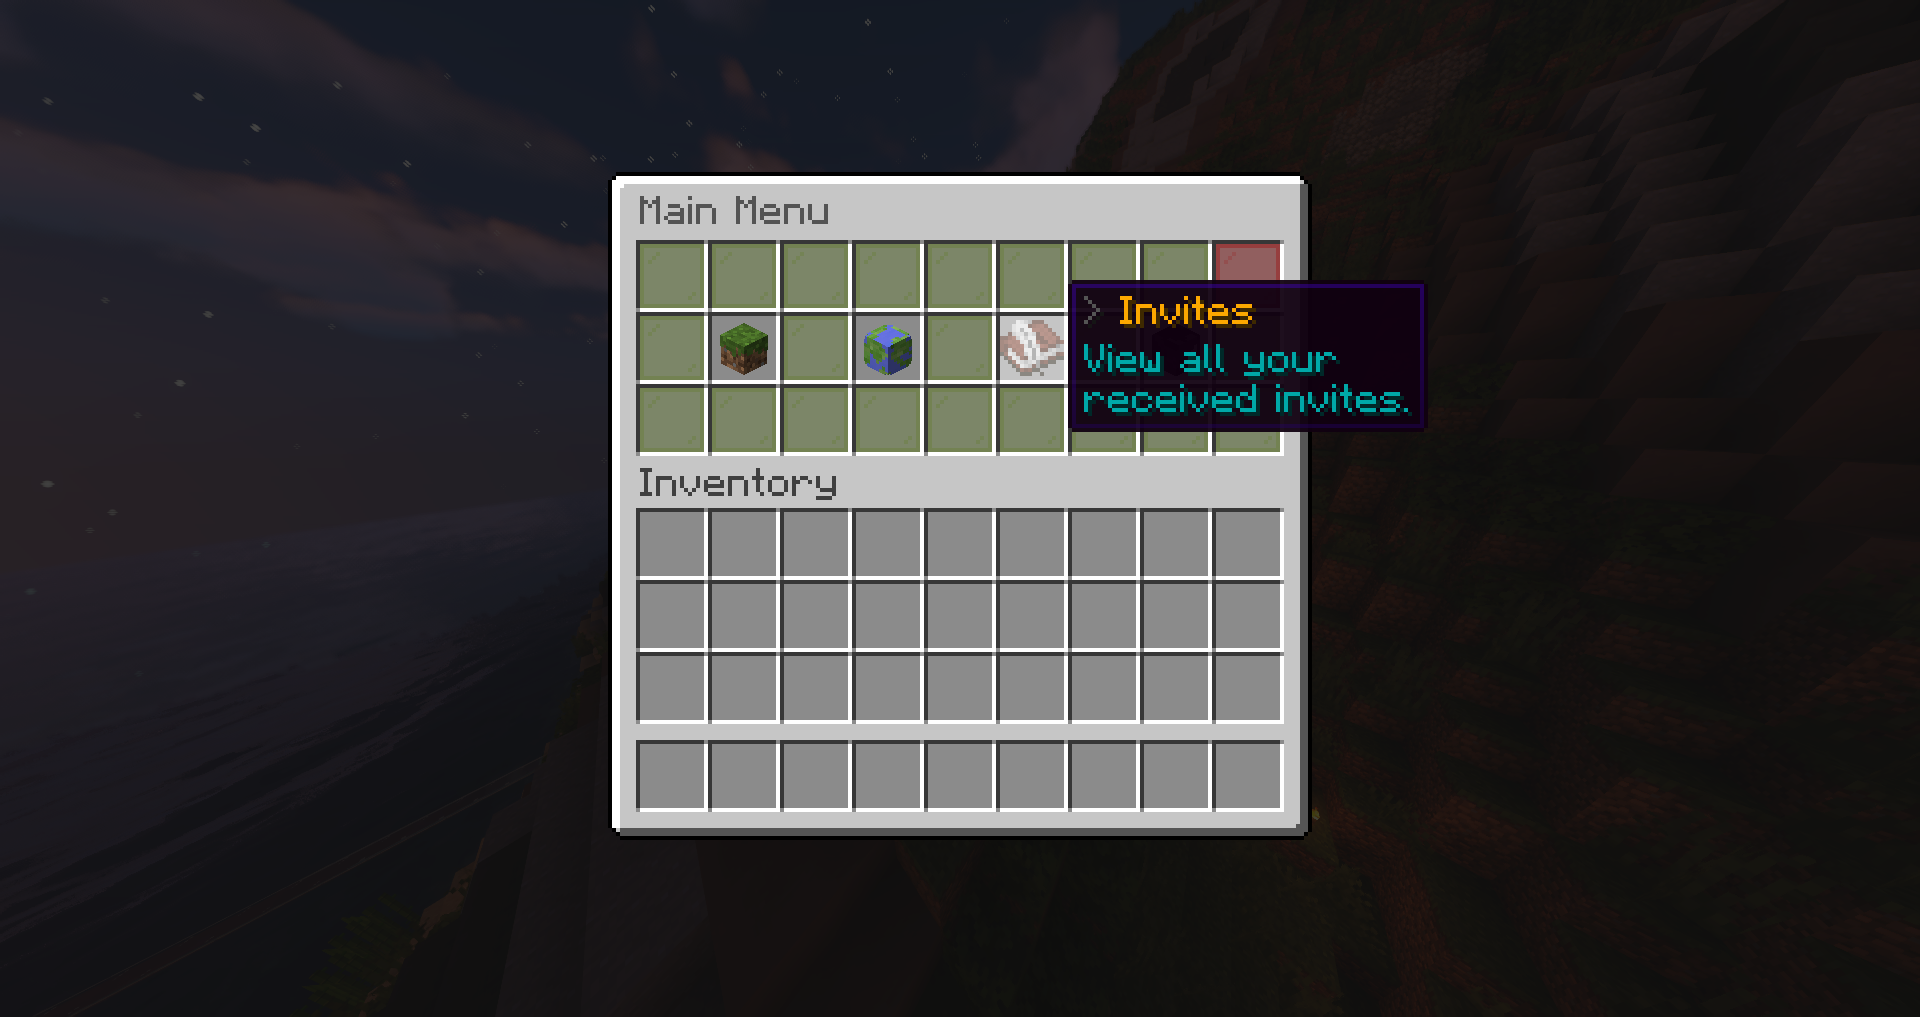 Main Menu
> Invites
View all your
received invites.
Inventory